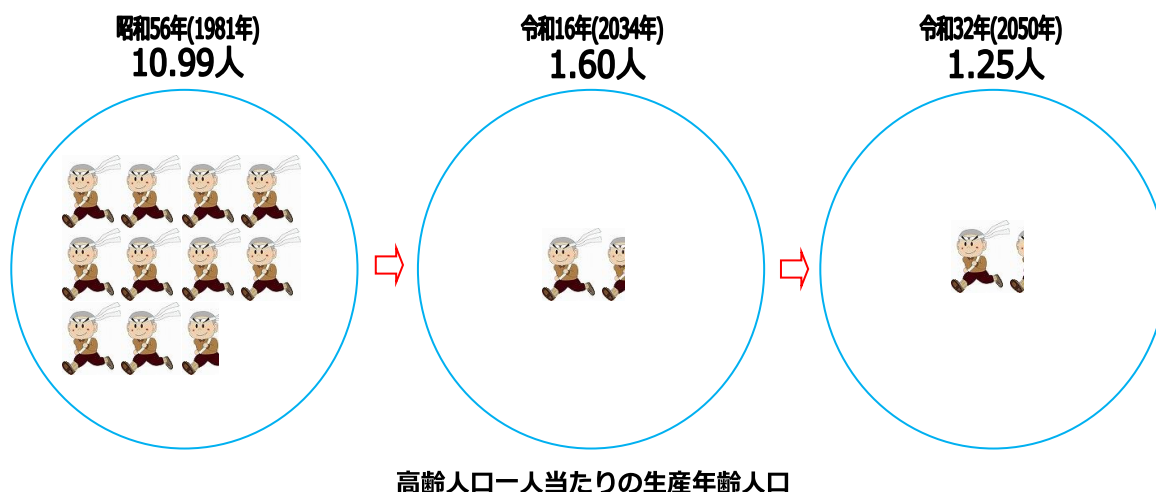 昭和56年(1981年)
10.99人
令和16年(2034年)
1.60人
令和32年(2050年)
1.25人
高齢人口一人当たりの生産年齢人口